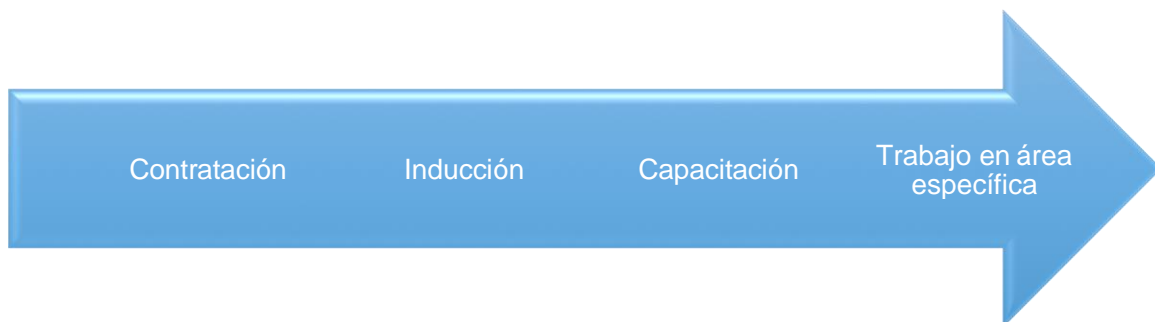 Contratación
Inducción
Capacitación
Trabajo en área
específica